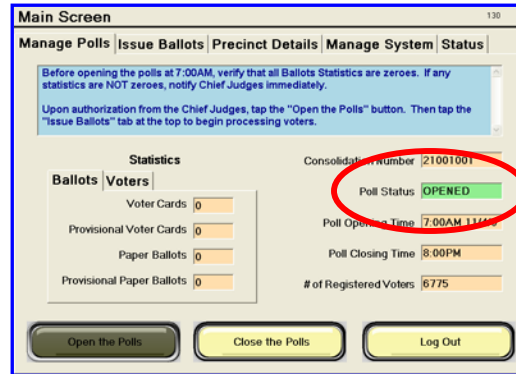 Main Screen 130
Manage Polls Issue Ballots Precinct Details Manage System Status
Before opening the polls at 7:00AM, verify that all Ballots Statistics are zeroes. If any
statistics are NOT zeroes, notify Chief Judges immediately.
Upon authorization from the Chief Judges, tap the "Open the Polls" button. Then tap the
"Issue Ballots" tab at the top to begin processing voters.
Statistics
Ballots Voters
Voter Cards 0
Provisional Voter Cards 0
Paper Ballots 0
Provisional Paper Ballots 0
Consolidation Number 21001001
Poll Status OPENED
Poll Opening Time 7:00AM
Poll Closing Time 8:00PM
# of Registered Voters 6775
Open the Polls Close the Polls Log Out